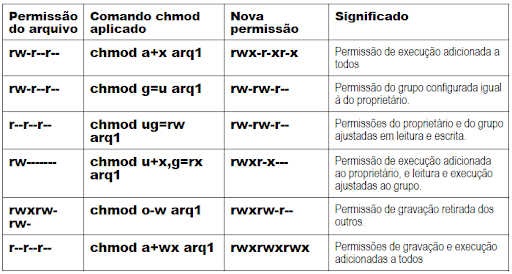 Permissão do arquivo
Comando chmod aplicado
Nova permissão
Significado
rw-r--r--
chmod a+x arq1
rwx-r-xr-x
Permissão de execução adicionada a
todos
rw-r--r--
chmod g=u arq1
rw-rw-r--
Permissão do grupo configurada igual
à do proprietário.
r--r--r--
chmod ug=rw
arq1
rw-rw-r--
Permissões do proprietário e do grupo
ajustadas em leitura e escrita.
rw-------
chmod u+x,g=rx
arq1
rwxr-x---
Permissão de execução adicionada
ao proprietário, e leitura e execução
ajustadas ao grupo.
rwxrw-
rw-
chmod o-w arq1
rwxrw-r--
Permissão de gravação retirada dos
outros.
r--r--r--
chmod a+wx arq1
rwxrwxrwx
Permissões de gravação e execução
adicionadas a todos